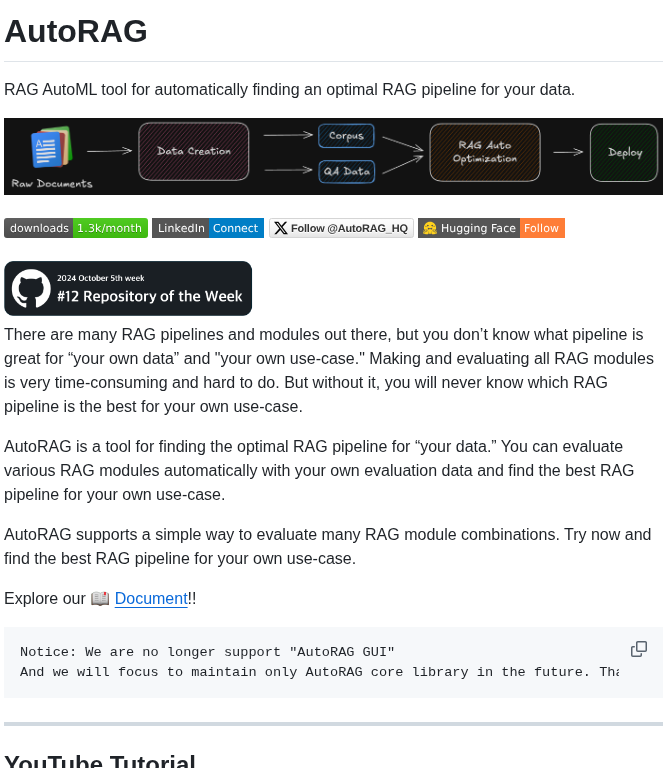 AutoRAG
RAG AutoML tool for automatically finding an optimal RAG pipeline for your data.
Raw Documents
Data Creation
Corpus
QA Data
RAG Auto
Optimization
Deploy
downloads 1.3k/month LinkedIn Connect Follow @AutoRAG_HQ 🤗 Hugging Face Follow
2024 October 5th week
#12 Repository of the Week
There are many RAG pipelines and modules out there, but you don’t know what pipeline is
great for “your own data” and "your own use-case." Making and evaluating all RAG modules
is very time-consuming and hard to do. But without it, you will never know which RAG
pipeline is the best for your own use-case.
AutoRAG is a tool for finding the optimal RAG pipeline for “your data.” You can evaluate
various RAG modules automatically with your own evaluation data and find the best RAG
pipeline for your own use-case.
AutoRAG supports a simple way to evaluate many RAG module combinations. Try now and
find the best RAG pipeline for your own use-case.
Explore our 📖 Document!!
Notice: We are no longer support "AutoRAG GUI"
And we will focus to maintain only AutoRAG core library in the future.
YouTube Tutorial